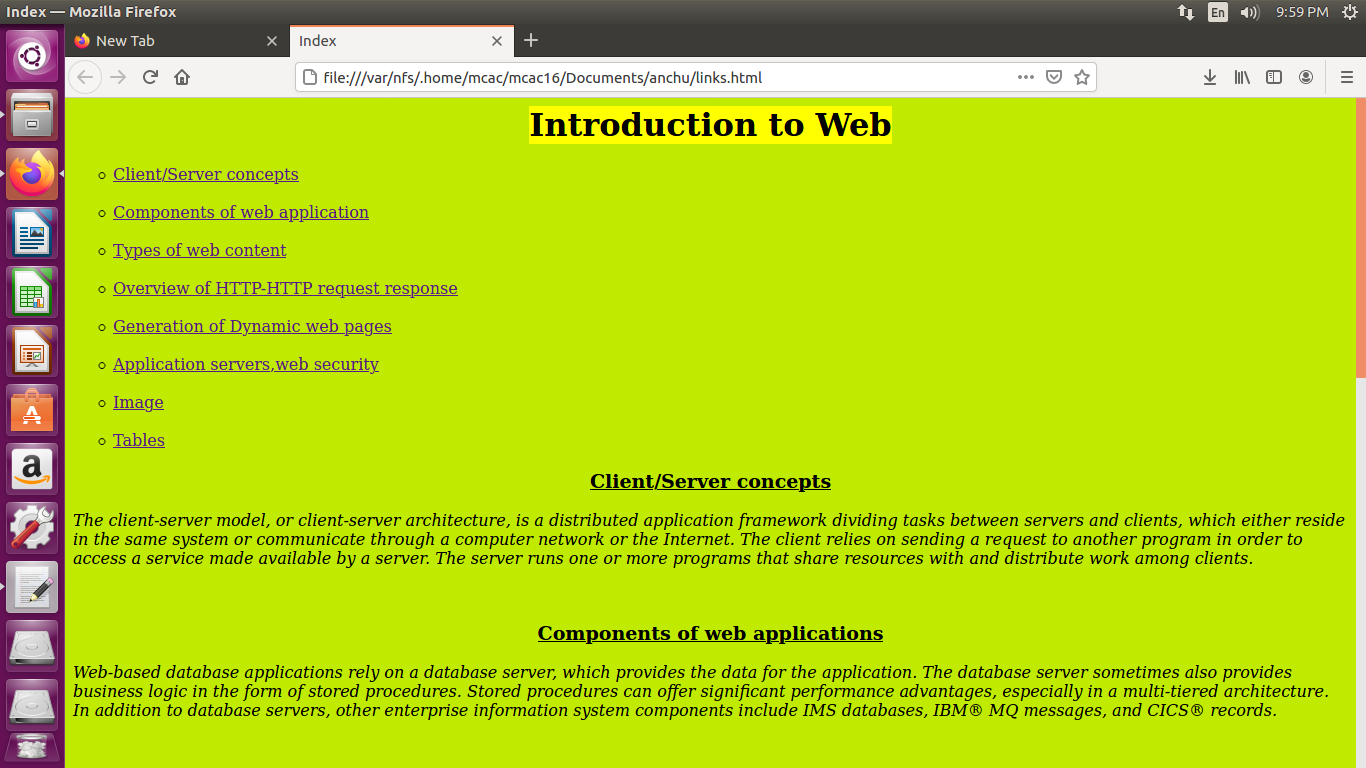 Index — Mozilla Firefox
En
9:59 PM
New Tab
Index
file:///var/nfs/.home/mcac/mcac16/Documents/anchu/links.html
Introduction to Web
Client/Server concepts
Components of web application
Types of web content
Overview of HTTP-HTTP request response
Generation of Dynamic web pages
Application servers,web security
Image
Tables
Client/Server concepts
The client-server model, or client-server architecture, is a distributed application framework dividing tasks between servers and clients, which either reside
in the same system or communicate through a computer network or the Internet. The client relies on sending a request to another program in order to
access a service made available by a server. The server runs one or more programs that share resources with and distribute work among clients.
Components of web applications
Web-based database applications rely on a database server, which provides the data for the application. The database server sometimes also provides
business logic in the form of stored procedures. Stored procedures can offer significant performance advantages, especially in a multi-tiered architecture.
In addition to database servers, other enterprise information system components include IMS databases, IBM® MQ messages, and CICS® records.